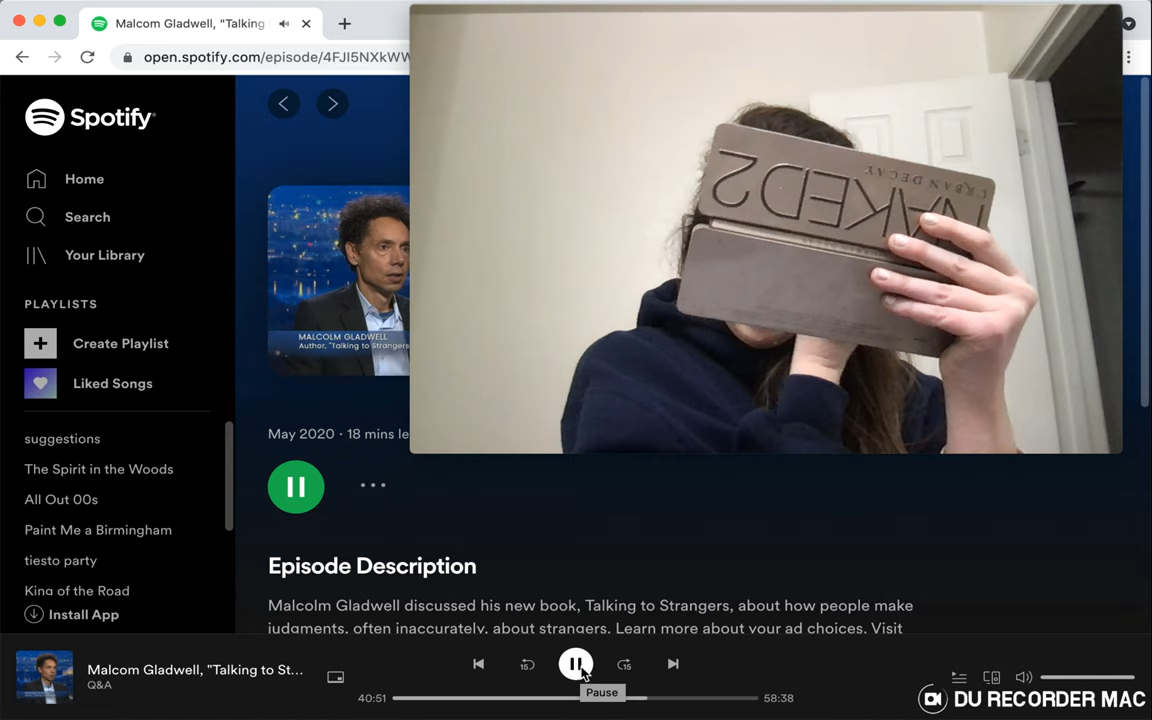 Malcom Gladwell, "Talking
open.spotify.com/episode/4FJI5NXkWW
Spotify
Home
Search
Your Library
PLAYLISTS
Create Playlist
Liked Songs
suggestions
The Spirit in the Woods
All Out 00s
Paint Me a Birmingham
tiesto party
King of the Road
Install App
MALCOLM GLADWELL
Author, "Talking to Strangers
URBAN DECAY
NAKED2
May 2020 · 18 mins le
Episode Description
Malcolm Gladwell discussed his new book, Talking to Strangers, about how people make
judgments, often inaccurately, about strangers. Learn more about your ad choices. Visit
Malcom Gladwell, "Talking to St...
Q&A
15
15
Pause
40:51
58:38
DU RECORDER MAC